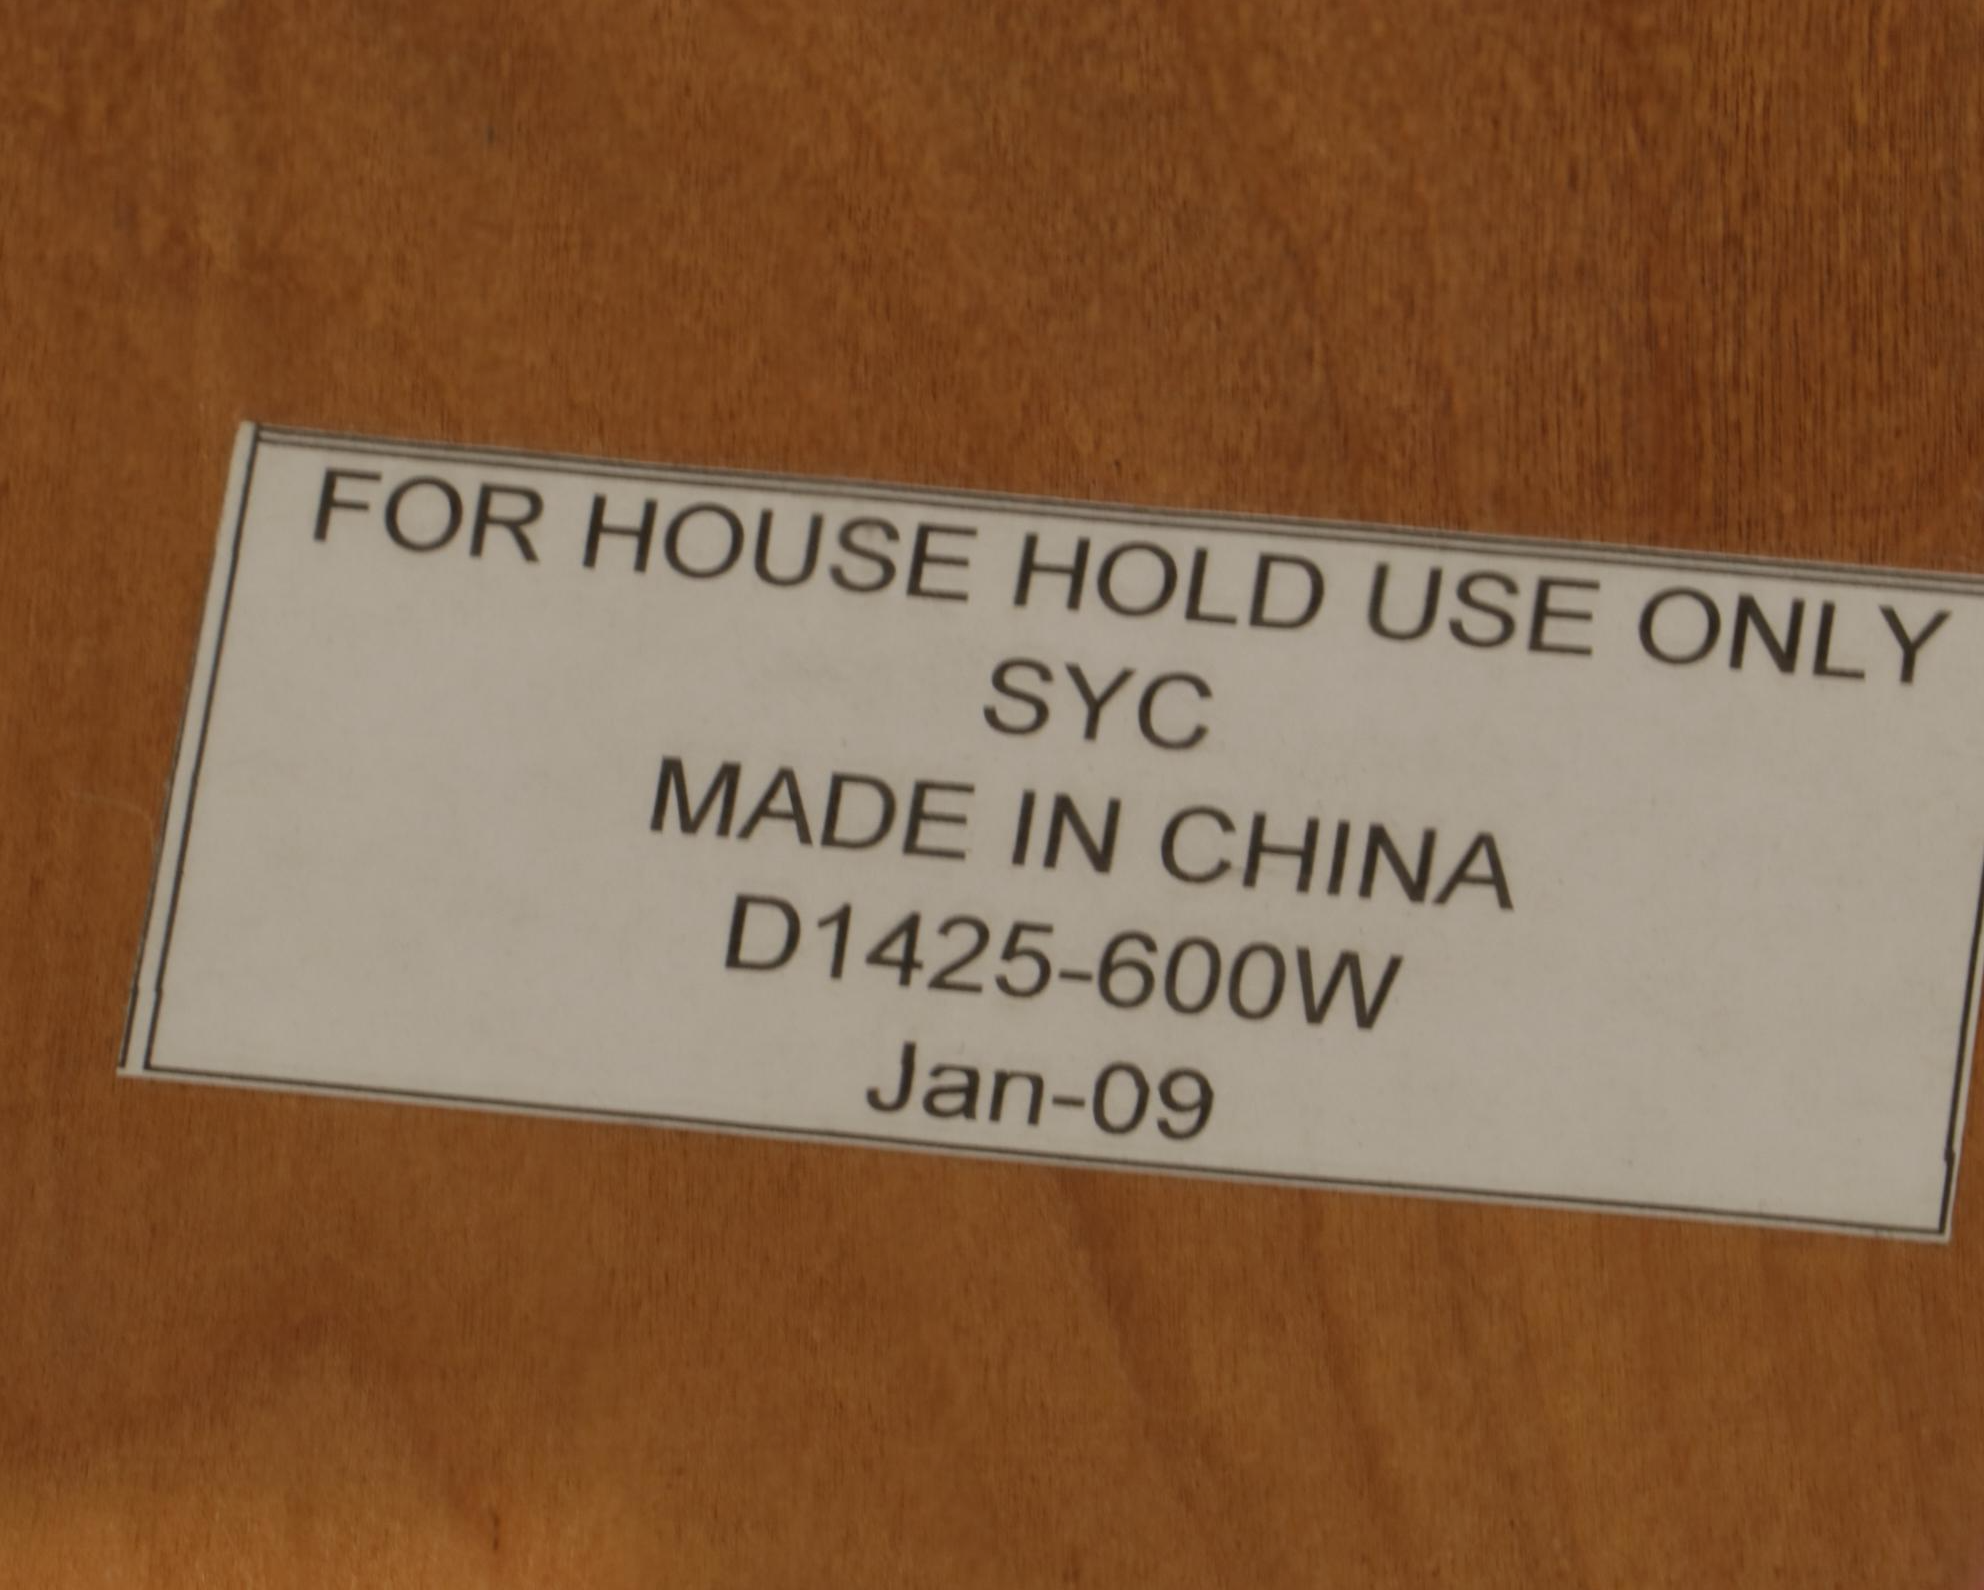 FOR HOUSE HOLD USE ONLY
SYC
MADE IN CHINA
D1425-600W
Jan-09